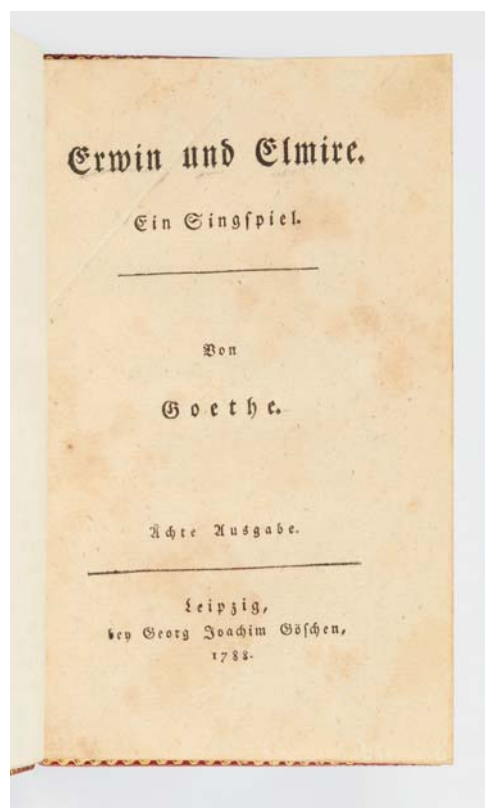 Erwin und Elmire.
Ein Singſpiel.
Von
Goethe.
Ächte Ausgabe.
Leipzig,
bey Georg Joachim Göſchen,
1788.